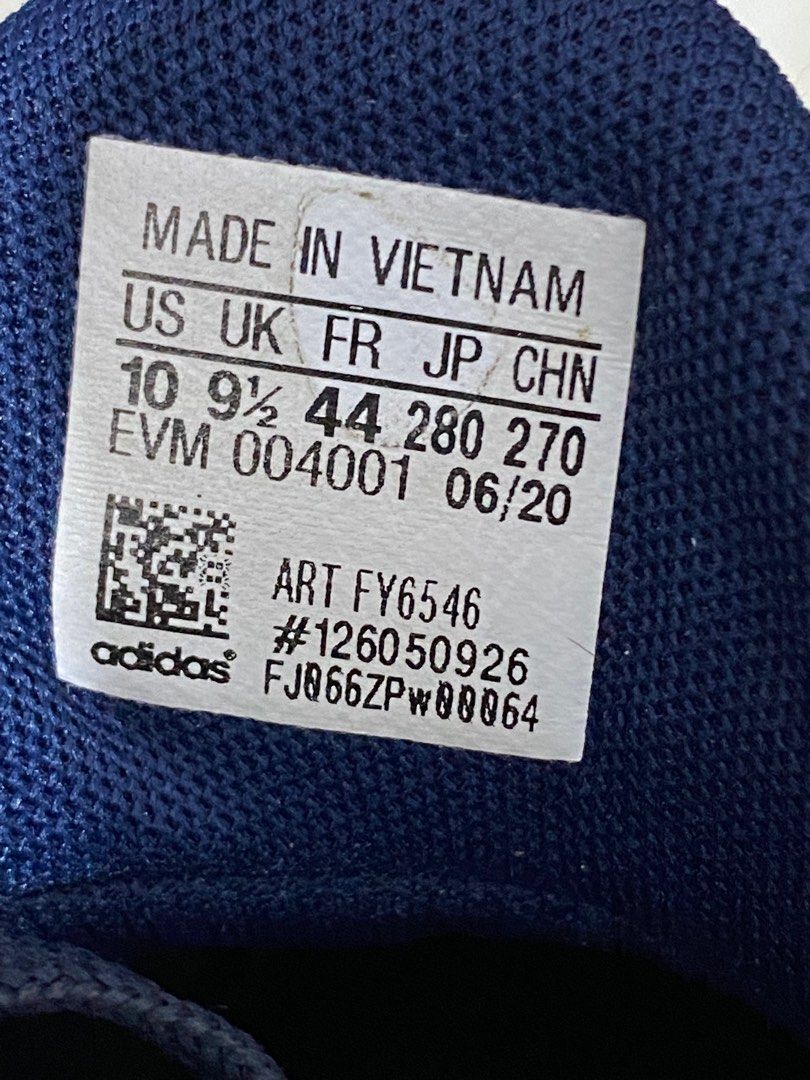 MADE IN VIETNAM
US UK FR JP CHN
10 9½ 44 280 270
EVM 004001 06/20
ART FY6546
#126050926
adidas®
FJ066ZPw00064